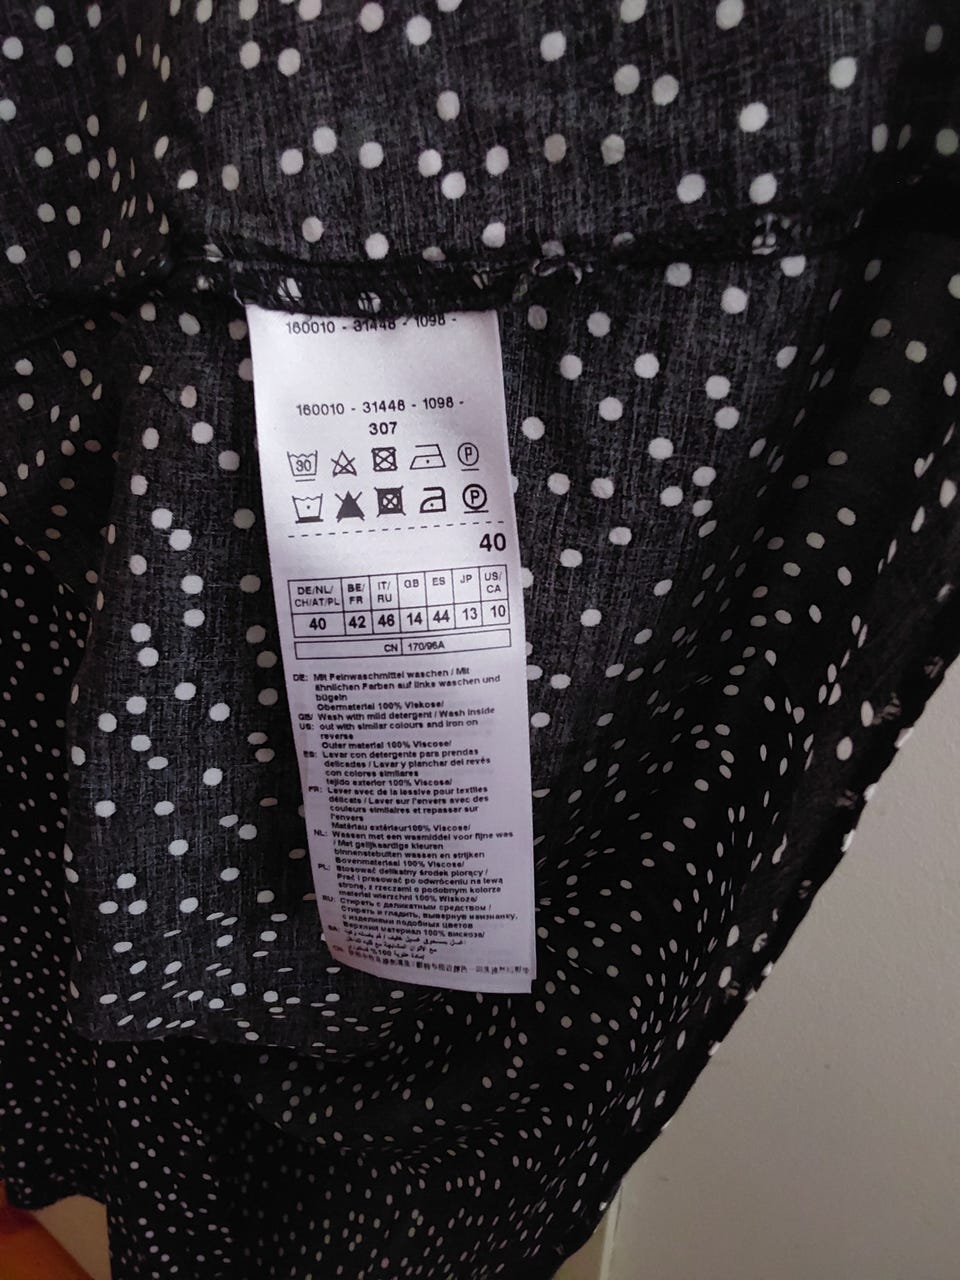 160010 - 31448 - 1098 -
160010 - 31448 - 1098 -
307
30
P
P
40
DE/NL/ CH/AT/PL BE/ FR IT/ RU GB ES JP US/ CA
40 42 46 14 44 13 10
CN 170/96A
DE: Mit Feinwaschmittel waschen / Mit
ähnlichen Farben auf links waschen und
bügeln
Obermaterial 100% Viskose/
GB/ Wash with mild detergent / Wash inside
US: out with similar colours and iron on
reverse
Outer material 100% Viscose/
ES: Lavar con detergente para prendas
delicadas / Lavar y planchar del revés
con colores similares
tejido exterior 100% Viscose/
FR: Laver avec de la lessive pour textiles
délicats / Laver sur l'envers avec des
couleurs similaires et repasser sur
l'envers
Matériau extérieur100% Viscose/
NL: Wassen met een wasmiddel voor fijne was
/ Met gelijkaardige kleuren
binnenstebuiten wassen en strijken
Bovenmateriaal 100% Viscose/
PL: Stosować delikatny środek piorący /
Prać i prasować po odwróceniu na lewą
stronę, z rzeczami o podobnym kolorze
materiał wierzchni 100% Wiskoza/
RU: Стирать с деликатным средством /
Стирать и гладить, вывернув наизнанку,
с изделиями подобных цветов
Верхний материал 100% вискоза/